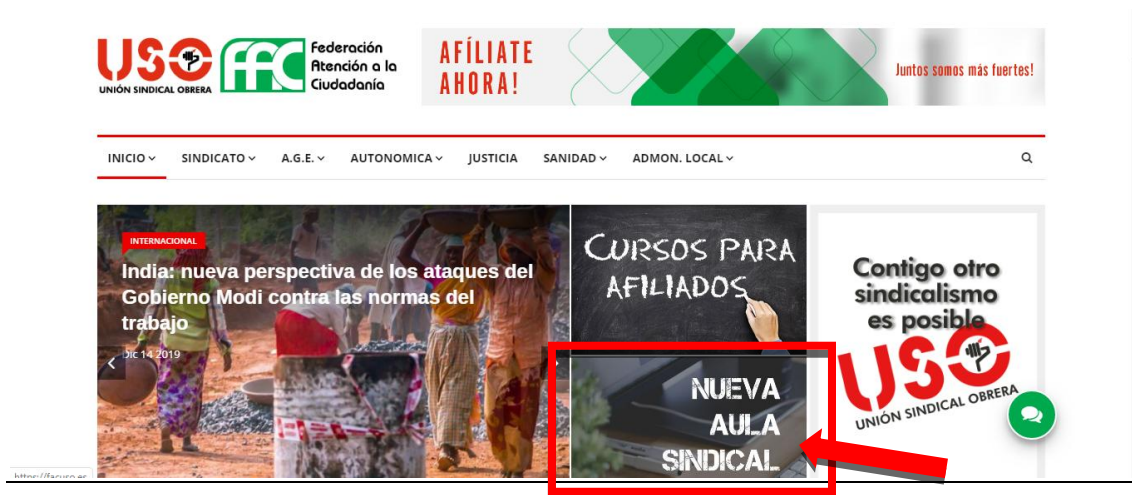 USO
UNIÓN SINDICAL OBRERA
FAC
Federación
Atención a la
Ciudadanía
AFÍLIATE
AHORA!
Juntos somos más fuertes!
INICIO SINDICATO A.G.E. AUTONOMICA JUSTICIA SANIDAD ADMON. LOCAL
INTERNACIONAL
India: nueva perspectiva de los ataques del
Gobierno Modi contra las normas del
trabajo
Dic 14 2019
CURSOS PARA
AFILIADOS
NUEVA
AULA
SINDICAL
Contigo otro
sindicalismo
es posible
USO
UNIÓN SINDICAL OBRERA
https://facuso.es